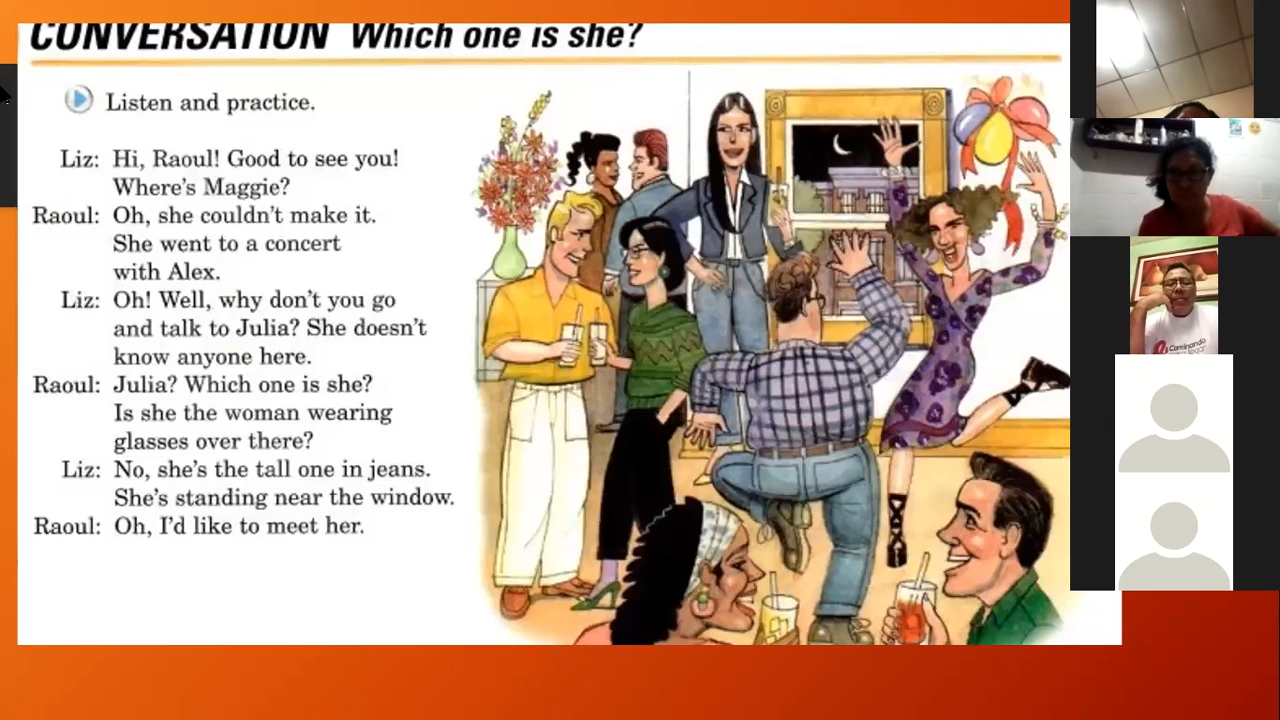 CONVERSATION Which one is she?
Listen and practice.
Liz: Hi, Raoul! Good to see you!
Where's Maggie?
Raoul: Oh, she couldn't make it.
She went to a concert
with Alex.
Liz: Oh! Well, why don't you go
and talk to Julia? She doesn't
know anyone here.
Raoul: Julia? Which one is she?
Is she the woman wearing
glasses over there?
Liz: No, she's the tall one in jeans.
She's standing near the window.
Raoul: Oh, I'd like to meet her.
Caminando